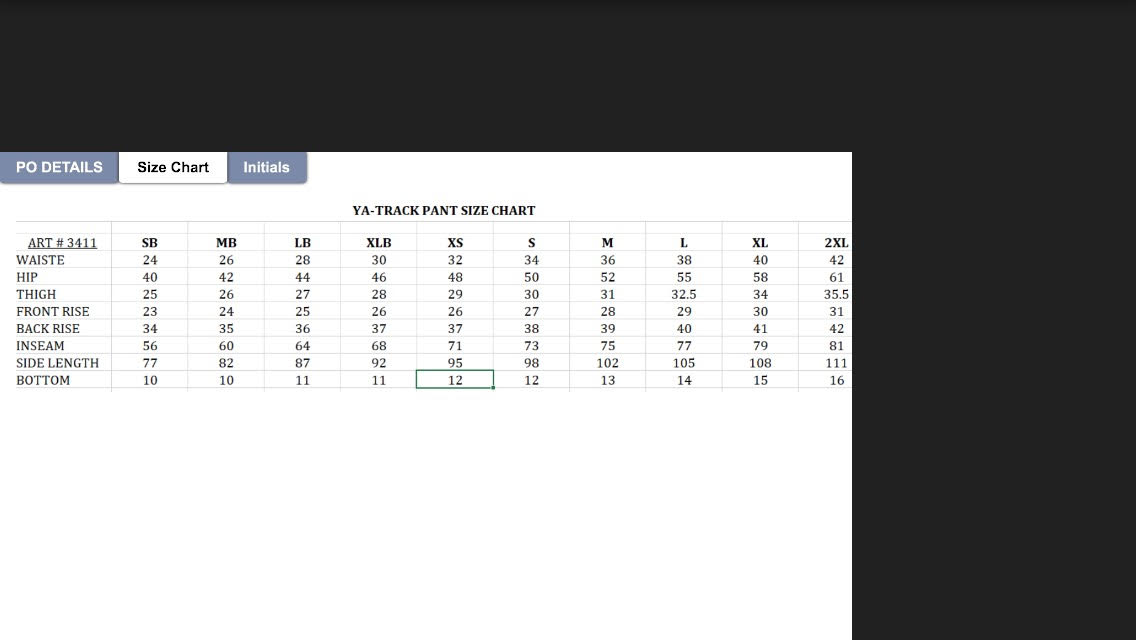 PO DETAILS Size Chart Initials
YA-TRACK PANT SIZE CHART
ART # 3411 SB MB LB XLB XS S M L XL 2XL
WAISTE 24 26 28 30 32 34 36 38 40 42
HIP 40 42 44 46 48 50 52 55 58 61
THIGH 25 26 27 28 29 30 31 32.5 34 35.5
FRONT RISE 23 24 25 26 26 27 28 29 30 31
BACK RISE 34 35 36 37 37 38 39 40 41 42
INSEAM 56 60 64 68 71 73 75 77 79 81
SIDE LENGTH 77 82 87 92 95 98 102 105 108 111
BOTTOM 10 10 11 11 12 12 13 14 15 16